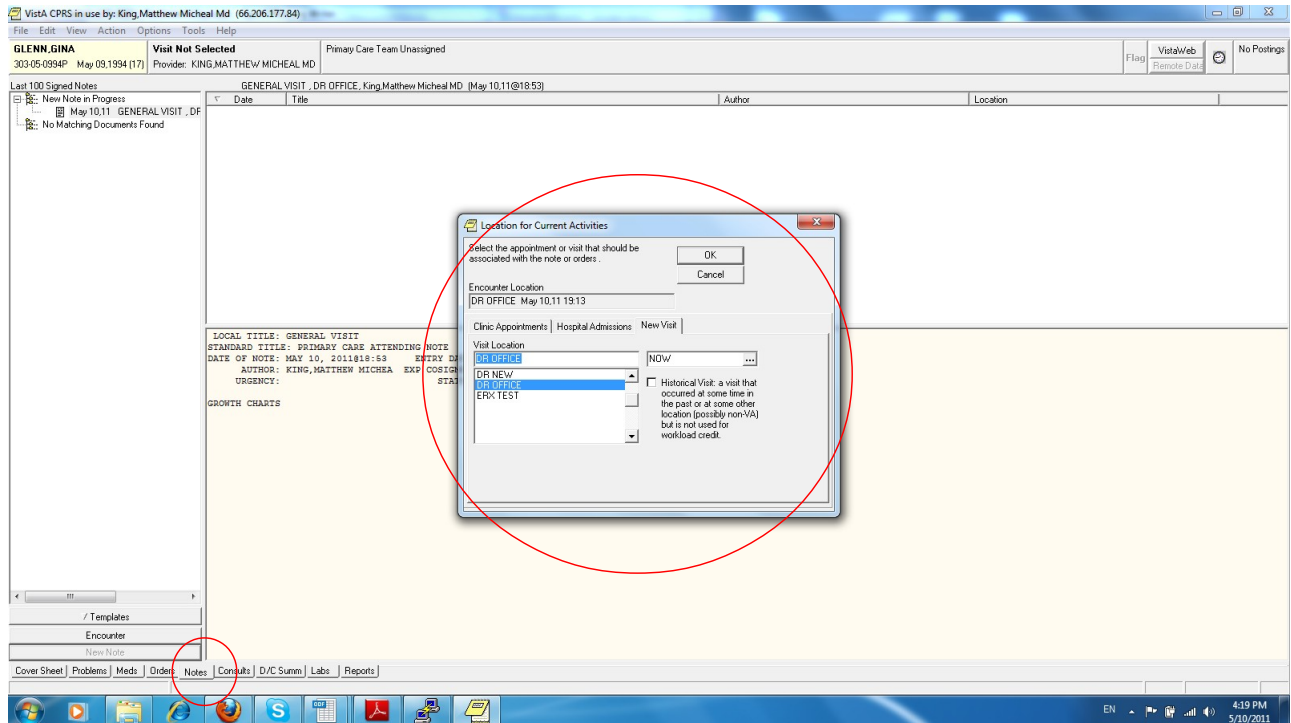 VistA CPRS in use by: King,Matthew Micheal Md (66.206.177.84)
File Edit View Action Options Tools Help
GLENN,GINA
303-05-0994P May 09,1994 (17)
Visit Not Selected
Provider: KING,MATTHEW MICHEAL MD
Primary Care Team Unassigned
Flag
VistaWeb
Remote Data
No Postings
Last 100 Signed Notes
GENERAL VISIT , DR OFFICE, King,Matthew Micheal MD (May 10,11@18:53)
New Note in Progress
May 10,11 GENERAL VISIT , DF
No Matching Documents Found
Date Title Author Location
Location for Current Activities
Select the appointment or visit that should be
associated with the note or orders .
OK
Cancel
Encounter Location
DR OFFICE May 10,11 19:13
Clinic Appointments Hospital Admissions New Visit
Visit Location
DR OFFICE
NOW
...
DR NEW
DR OFFICE
ERX TEST
Historical Visit: a visit that
occurred at some time in
the past or at some other
location (possibly non-VA)
but is not used for
workload credit.
LOCAL TITLE: GENERAL VISIT
STANDARD TITLE: PRIMARY CARE ATTENDING NOTE
DATE OF NOTE: MAY 10, 2011@18:53 ENTRY DA
AUTHOR: KING,MATTHEW MICHEA EXP COSIGN
URGENCY: STAT
GROWTH CHARTS
/ Templates
Encounter
New Note
Cover Sheet Problems Meds Orders Notes Consults D/C Summ Labs Reports
EN
4:19 PM
5/10/2011